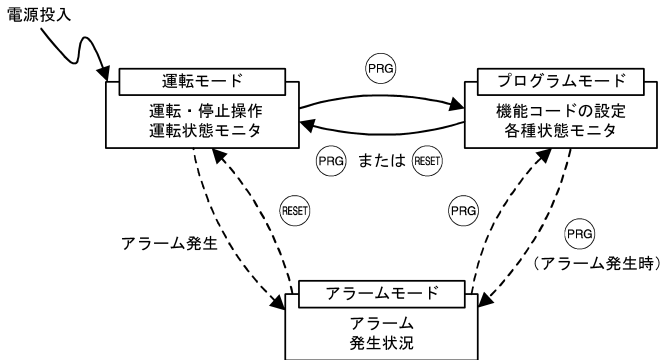 電源投入
運転モード
運転・停止操作
運転状態モニタ
PRG
プログラムモード
機能コードの設定
各種状態モニタ
PRG または RESET
RESET
アラーム発生
PRG
PRG
（アラーム発生時）
アラームモード
アラーム
発生状況